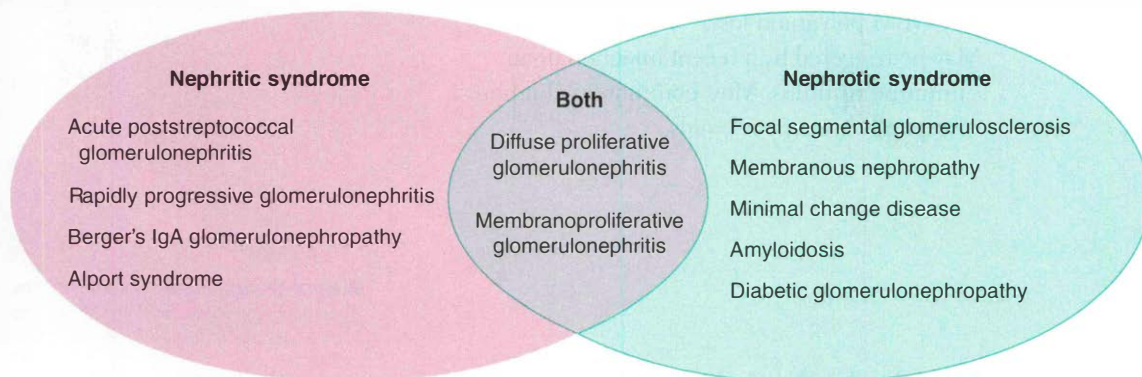 Nephritic syndrome
Acute poststreptococcal
glomerulonephritis
Rapidly progressive glomerulonephritis
Berger's IgA glomerulonephropathy
Alport syndrome
Both
Diffuse proliferative
glomerulonephritis
Membranoproliferative
glomerulonephritis
Nephrotic syndrome
Focal segmental glomerulosclerosis
Membranous nephropathy
Minimal change disease
Amyloidosis
Diabetic glomerulonephropathy